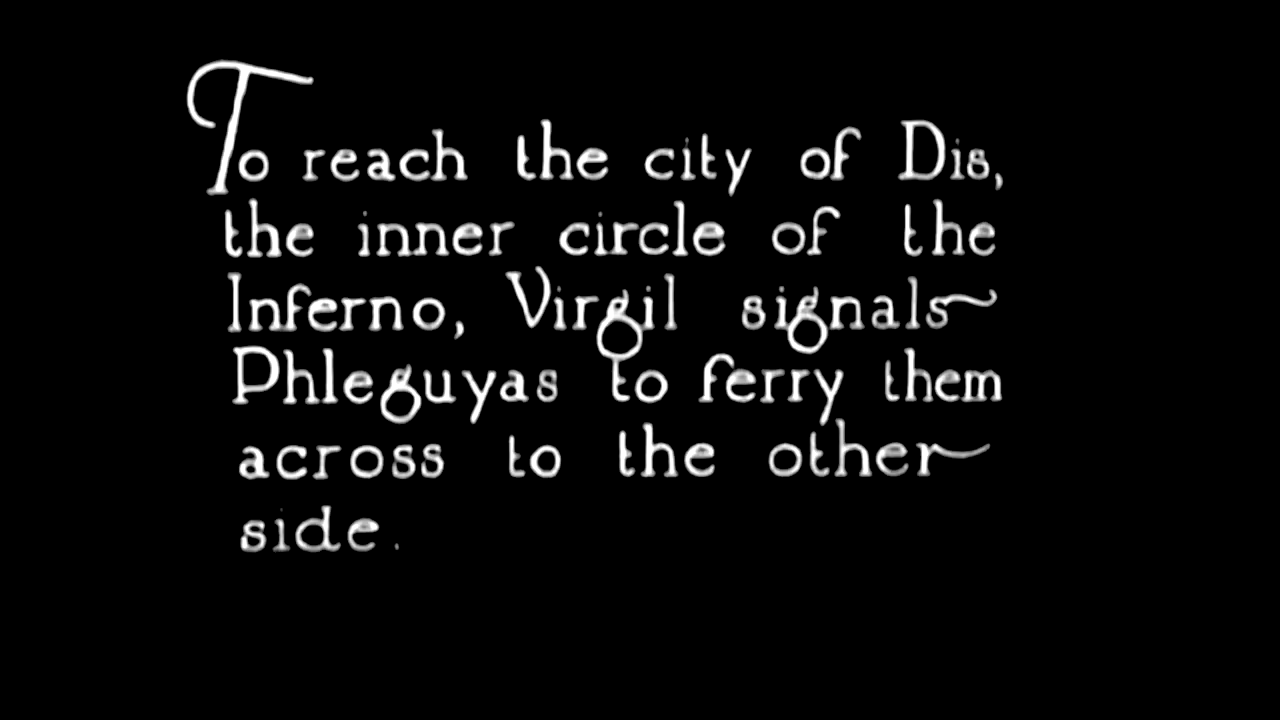 To reach the city of Dis,
the inner circle of the
Inferno, Virgil signals
Phleguyas to ferry them
across to the other
side.